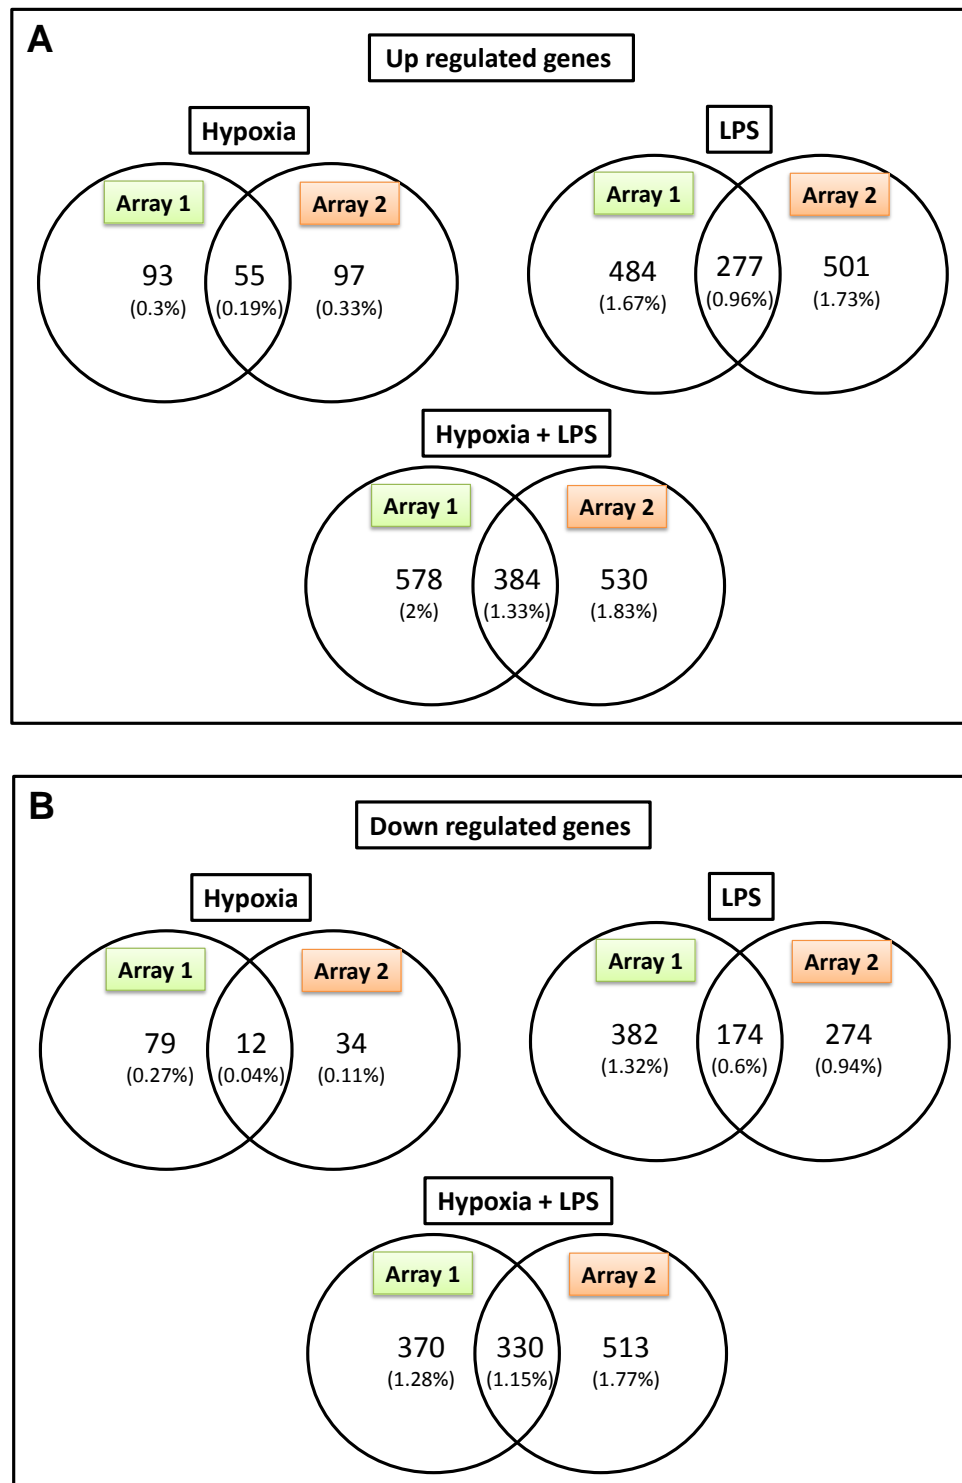 A
Up regulated genes
Hypoxia
Array 1
Array 2
93
(0.3%)
55
(0.19%)
97
(0.33%)
LPS
Array 1
Array 2
484
(1.67%)
277
(0.96%)
501
(1.73%)
Hypoxia + LPS
Array 1
Array 2
578
(2%)
384
(1.33%)
530
(1.83%)
B
Down regulated genes
Hypoxia
Array 1
Array 2
79
(0.27%)
12
(0.04%)
34
(0.11%)
LPS
Array 1
Array 2
382
(1.32%)
174
(0.6%)
274
(0.94%)
Hypoxia + LPS
Array 1
Array 2
370
(1.28%)
330
(1.15%)
513
(1.77%)